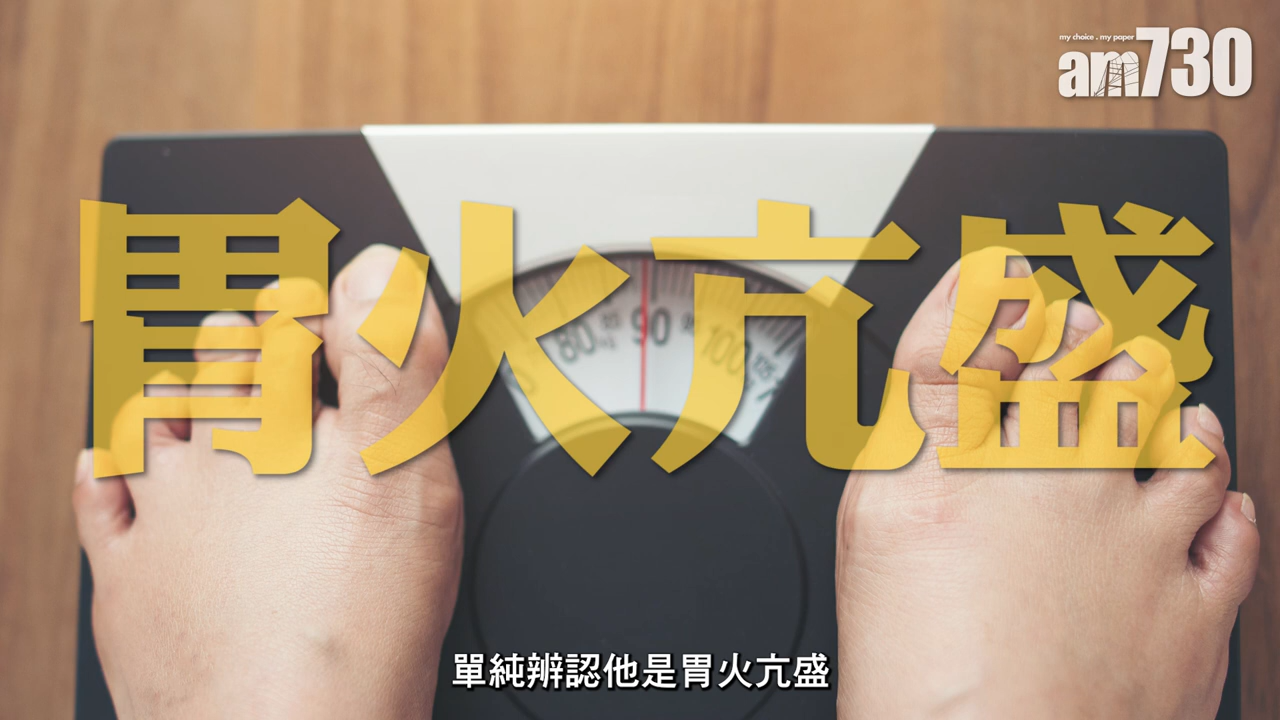 my choice . my paper
am730
胃火亢盛
80 90 100 105
單純辨認他是胃火亢盛